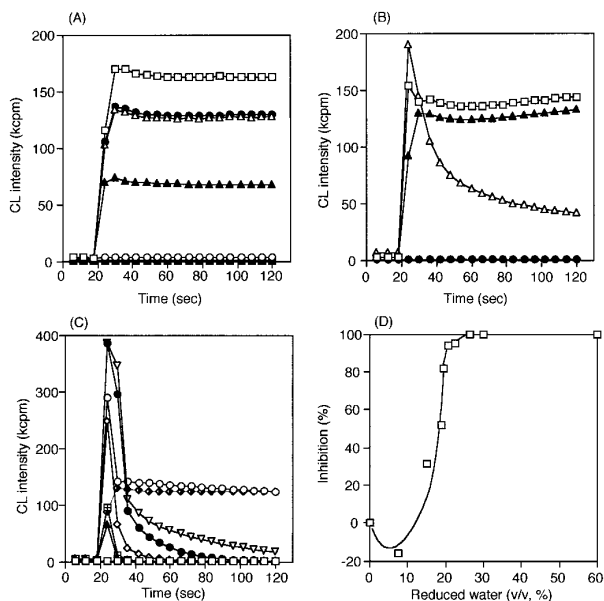 (A)
200
150
100
50
0
CL intensity (kcpm)
0 20 40 60 80 100 120
Time (sec)
(B)
200
150
100
50
0
CL intensity (kcpm)
0 20 40 60 80 100 120
Time (sec)
(C)
400
300
200
100
0
CL intensity (kcpm)
0 20 40 60 80 100 120
Time (sec)
(D)
100
80
60
40
20
0
-20
Inhibition (%)
0 10 20 30 40 50 60
Reduced water (v/v, %)